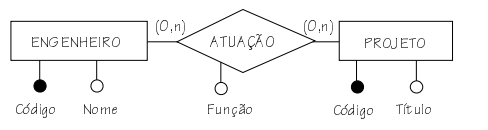 (0,n) (0,n)
ENGENHEIRO ATUAÇÃO PROJETO
Código Nome Função Código Título